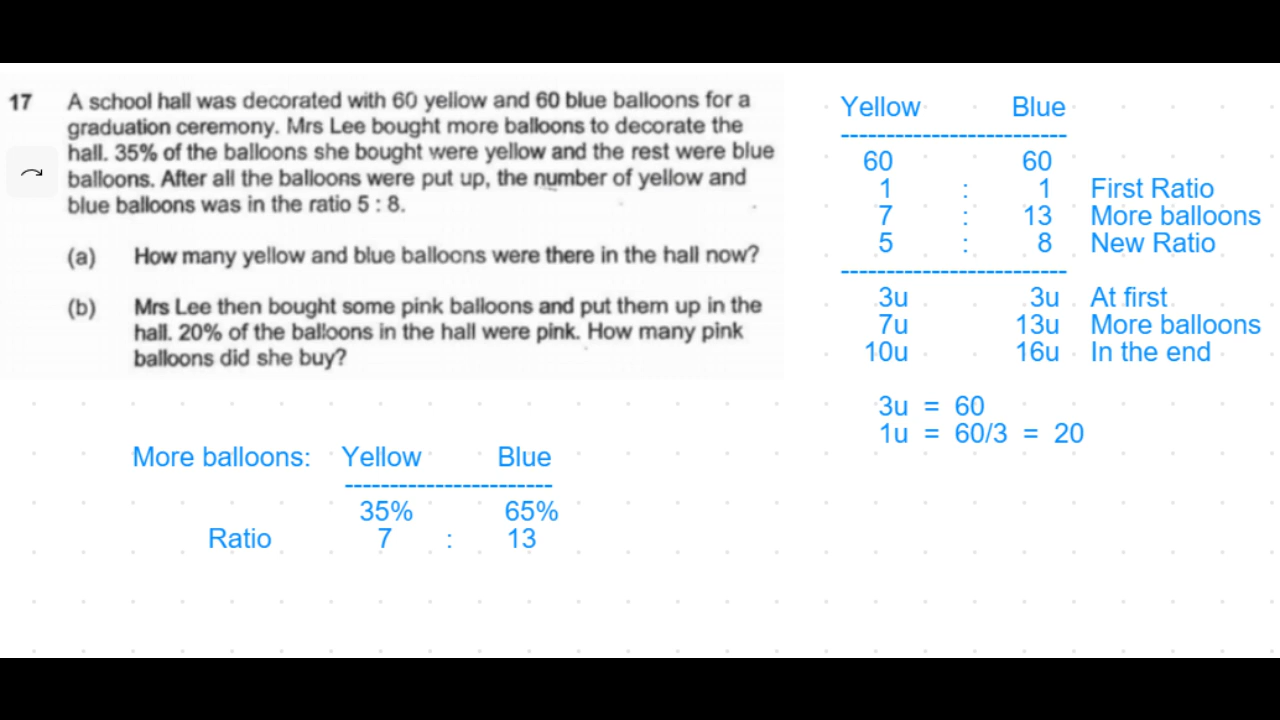 17 A school hall was decorated with 60 yellow and 60 blue balloons for a
graduation ceremony. Mrs Lee bought more balloons to decorate the
hall. 35% of the balloons she bought were yellow and the rest were blue
balloons. After all the balloons were put up, the number of yellow and
blue balloons was in the ratio 5 : 8.
(a) How many yellow and blue balloons were there in the hall now?
(b) Mrs Lee then bought some pink balloons and put them up in the
hall. 20% of the balloons in the hall were pink. How many pink
balloons did she buy?
More balloons: Yellow Blue
-----------------------
35% 65%
Ratio 7 : 13
Yellow Blue
-------------------------
60 60
1 : 1 First Ratio
7 : 13 More balloons
5 : 8 New Ratio
-------------------------
3u 3u At first
7u 13u More balloons
10u 16u In the end
3u = 60
1u = 60/3 = 20